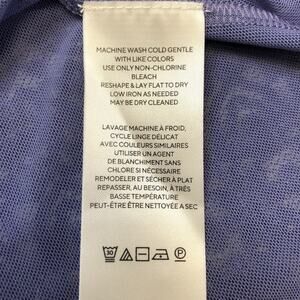 MACHINE WASH COLD GENTLE
WITH LIKE COLORS
USE ONLY NON-CHLORINE
BLEACH
RESHAPE & LAY FLAT TO DRY
LOW IRON AS NEEDED
MAY BE DRY CLEANED
LAVAGE MACHINE À FROID,
CYCLE LINGE DÉLICAT
AVEC COULEURS SIMILAIRES
UTILISER UN AGENT
DE BLANCHIMENT SANS
CHLORE SI NÉCESSAIRE
REMODELER ET SÉCHER À PLAT
REPASSER, AU BESOIN, À TRÈS
BASSE TEMPÉRATURE
PEUT-ÊTRE ÊTRE NETTOYÉE A SEC
30 P